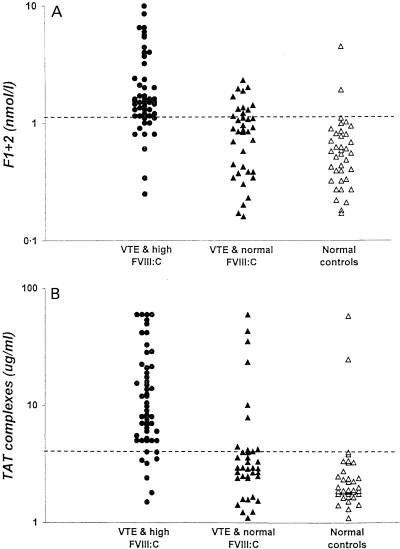 A
10
1
0·1
F1+2 (nmol/l)
VTE & high
FVIII:C
VTE & normal
FVIII:C
Normal
controls
B
100
10
1
TAT complexes (ug/ml)
VTE & high
FVIII:C
VTE & normal
FVIII:C
Normal
controls